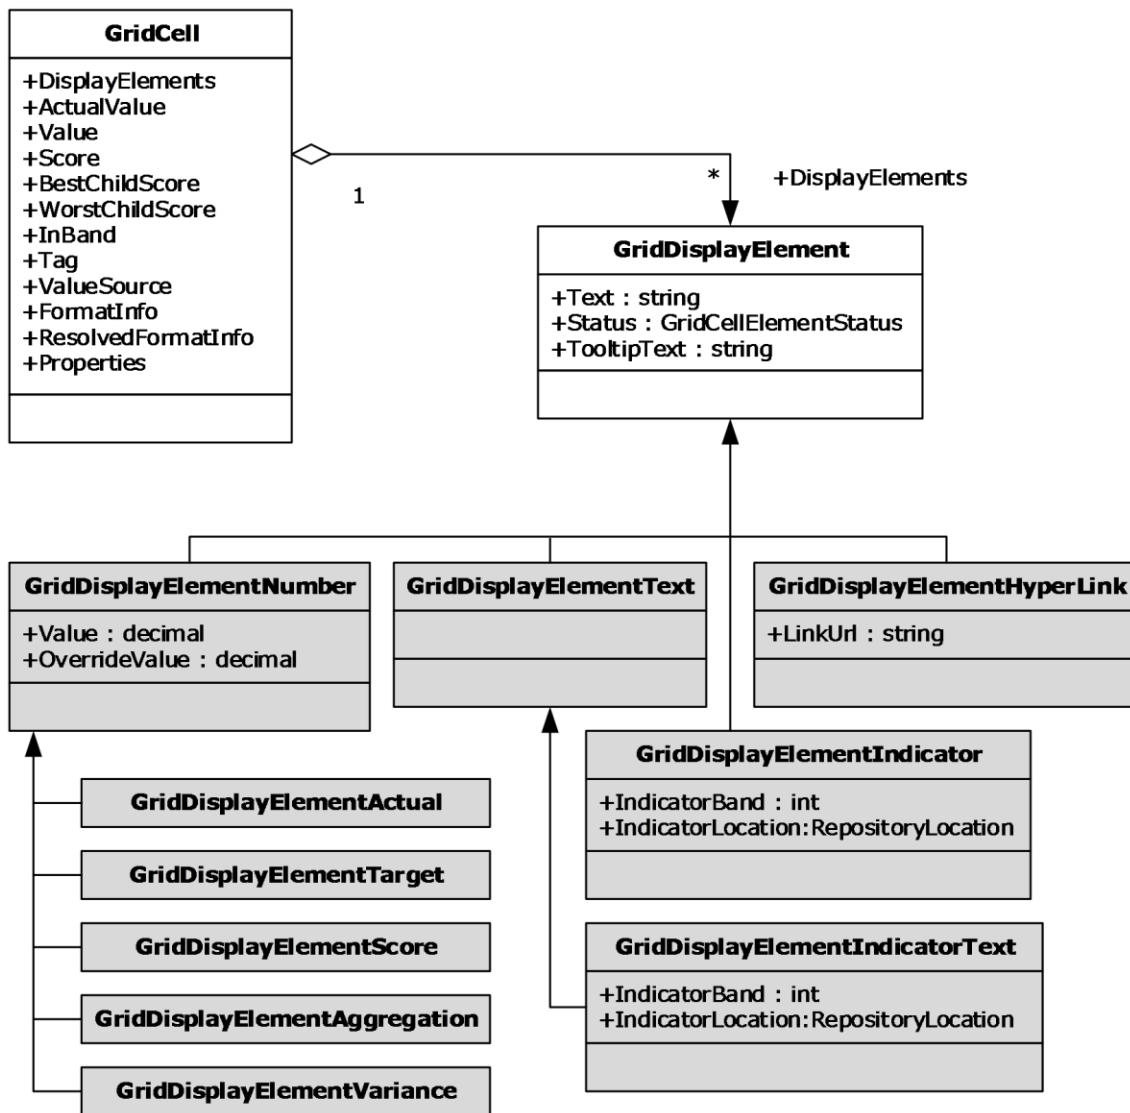 GridCell
+DisplayElements
+ActualValue
+Value
+Score
+BestChildScore
+WorstChildScore
+InBand
+Tag
+ValueSource
+FormatInfo
+ResolvedFormatInfo
+Properties
1
*
+DisplayElements
GridDisplayElement
+Text : string
+Status : GridCellElementStatus
+TooltipText : string
GridDisplayElementNumber
+Value : decimal
+OverrideValue : decimal
GridDisplayElementText
GridDisplayElementHyperLink
+LinkUrl : string
GridDisplayElementIndicator
+IndicatorBand : int
+IndicatorLocation:RepositoryLocation
GridDisplayElementActual
GridDisplayElementTarget
GridDisplayElementScore
GridDisplayElementAggregation
GridDisplayElementVariance
GridDisplayElementIndicatorText
+IndicatorBand : int
+IndicatorLocation:RepositoryLocation